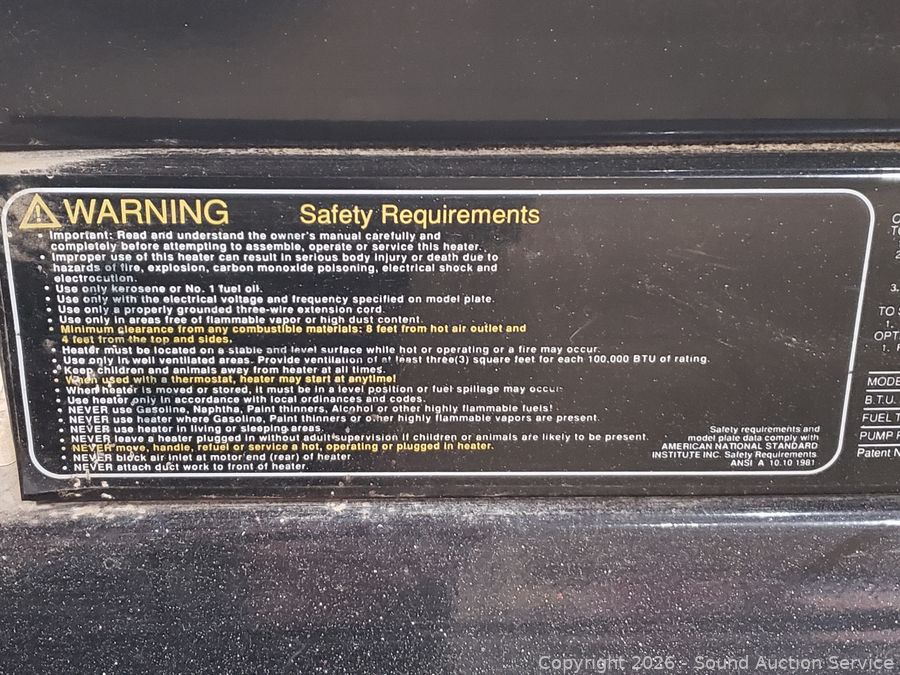 WARNING Safety Requirements
Important: Read and understand the owner's manual carefully and
completely before attempting to assemble, operate or service this heater.
• Improper use of this heater can result in serious body injury or death due to
hazards of fire, explosion, carbon monoxide poisoning, electrical shock and
electrocution.
• Use only kerosene or No. 1 fuel oil.
• Use only with the electrical voltage and frequency specified on model plate.
• Use only a properly grounded three-wire extension cord.
• Use only in areas free of flammable vapor or high dust content.
• Minimum clearance from any combustible materials: 8 feet from hot air outlet and
4 feet from the top and sides.
• Heater must be located on a stable and level surface while hot or operating or a fire may occur.
• Use only in well ventilated areas. Provide ventilation of at least three(3) square feet for each 100,000 BTU of rating.
• Keep children and animals away from heater at all times.
• When used with a thermostat, heater may start at anytime!
• When heater is moved or stored, it must be in a level position or fuel spillage may occur.
• Use heater only in accordance with local ordinances and codes.
• NEVER use Gasoline, Naphtha, Paint thinners, Alcohol or other highly flammable fuels!
• NEVER use heater where Gasoline, Paint thinners or other highly flammable vapors are present.
• NEVER use heater in living or sleeping areas.
• NEVER leave a heater plugged in without adult supervision if children or animals are likely to be present.
• NEVER move, handle, refuel or service a hot, operating or plugged in heater.
• NEVER block air inlet at motor end (rear) of heater.
• NEVER attach duct work to front of heater.
Safety requirements and
model plate data comply with
AMERICAN NATIONAL STANDARD
INSTITUTE INC. Safety Requirements
ANSI A 10.10 1981
TO S
1.
OPT
1.
MODE
B.T.U.
FUEL T
PUMP P
Patent N
Copyright 2026 - Sound Auction Service